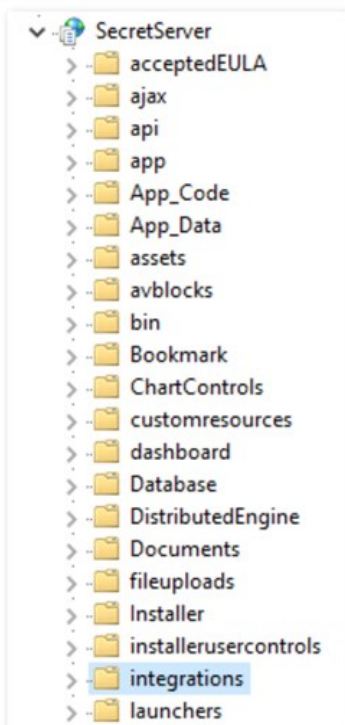 SecretServer
acceptedEULA
ajax
api
app
App_Code
App_Data
assets
avblocks
bin
Bookmark
ChartControls
customresources
dashboard
Database
DistributedEngine
Documents
fileuploads
Installer
installerusercontrols
integrations
launchers